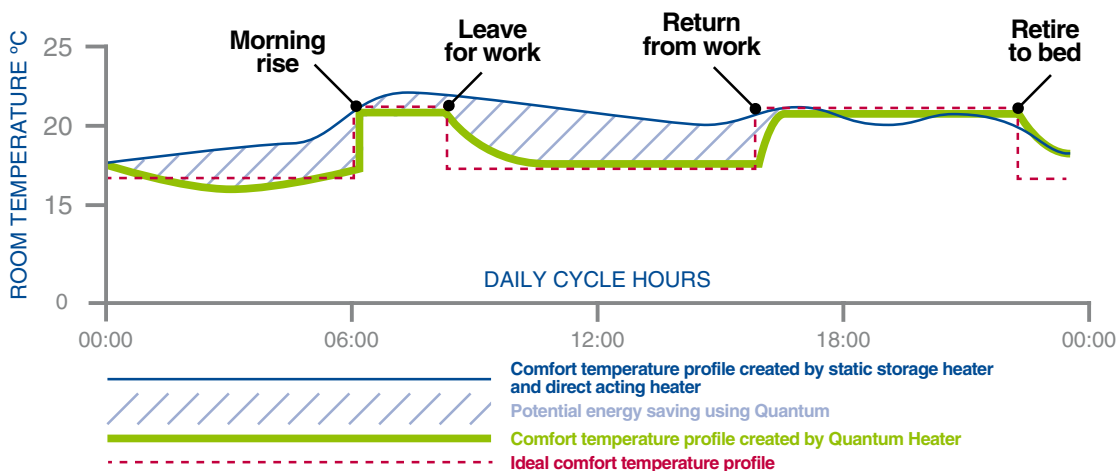 Morning
rise
Leave
for work
Return
from work
Retire
to bed
ROOM TEMPERATURE ºC
25
20
15
0
DAILY CYCLE HOURS
00:00
06:00
12:00
18:00
00:00
Comfort temperature profile created by static storage heater
and direct acting heater
Potential energy saving using Quantum
Comfort temperature profile created by Quantum Heater
Ideal comfort temperature profile